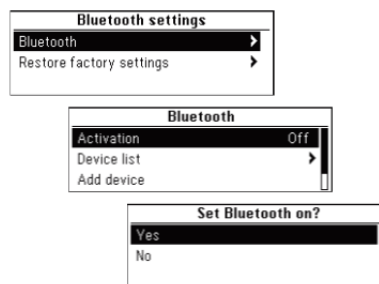 Bluetooth settings
Bluetooth
Restore factory settings
Bluetooth
Activation Off
Device list
Add device
Set Bluetooth on?
Yes
No